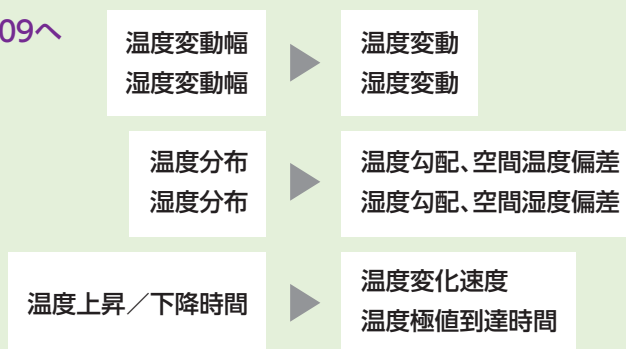 09へ
温度変動幅
湿度変動幅
温度変動
湿度変動
温度分布
湿度分布
温度勾配、空間温度偏差
湿度勾配、空間湿度偏差
温度上昇／下降時間
温度変化速度
温度極値到達時間